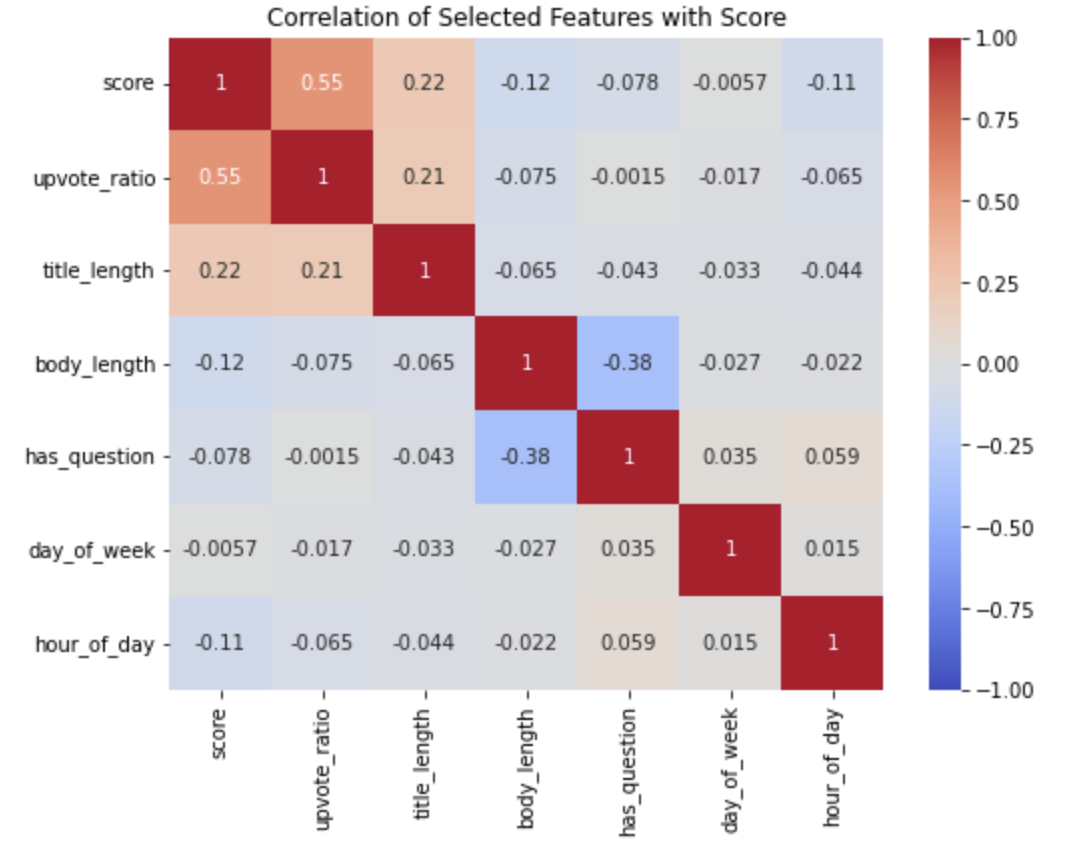 Correlation of Selected Features with Score
score 1 0.55 0.22 -0.12 -0.078 -0.0057 -0.11
upvote_ratio 0.55 1 0.21 -0.075 -0.0015 -0.017 -0.065
title_length 0.22 0.21 1 -0.065 -0.043 -0.033 -0.044
body_length -0.12 -0.075 -0.065 1 -0.38 -0.027 -0.022
has_question -0.078 -0.0015 -0.043 -0.38 1 0.035 0.059
day_of_week -0.0057 -0.017 -0.033 -0.027 0.035 1 0.015
hour_of_day -0.11 -0.065 -0.044 -0.022 0.059 0.015 1
score upvote_ratio title_length body_length has_question day_of_week hour_of_day
1.00
0.75
0.50
0.25
0.00
−0.25
−0.50
−0.75
−1.00